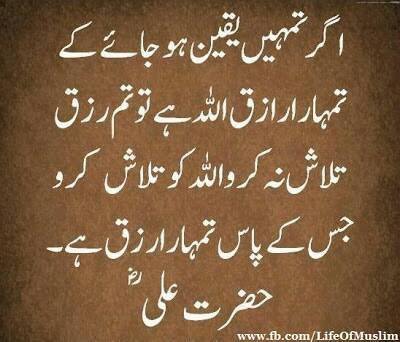 اگر تمہیں یقین ہو جائے کے
تمہارا رازق اللہ ہے تو تم رزق
تلاش نہ کرو اللہ کو تلاش کرو
جس کے پاس تمہارا رزق ہے۔
حضرت علیؓ
www.fb.com/LifeOfMuslim